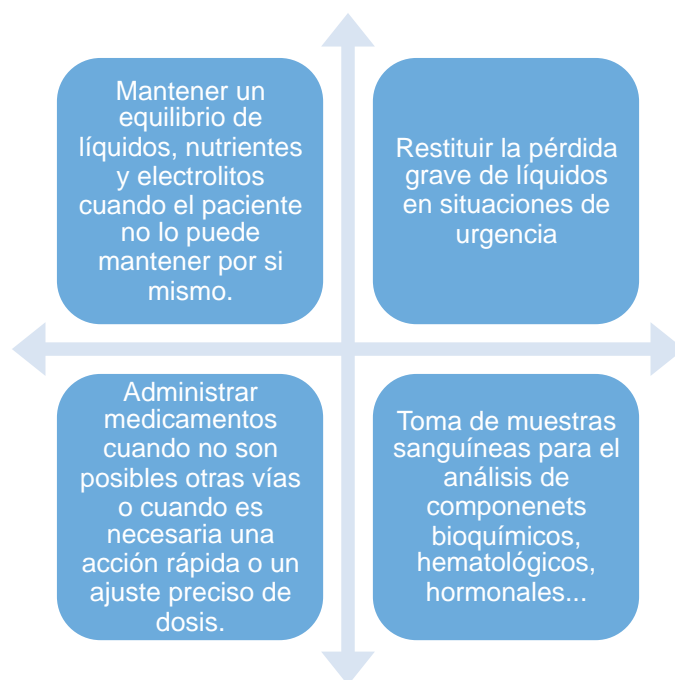 Mantener un
equilibrio de
líquidos, nutrientes
y electrolitos
cuando el paciente
no lo puede
mantener por si
mismo.
Restituir la pérdida
grave de líquidos
en situaciones de
urgencia
Administrar
medicamentos
cuando no son
posibles otras vías
o cuando es
necesaria una
acción rápida o un
ajuste preciso de
dosis.
Toma de muestras
sanguíneas para el
análisis de
componenets
bioquímicos,
hematológicos,
hormonales...